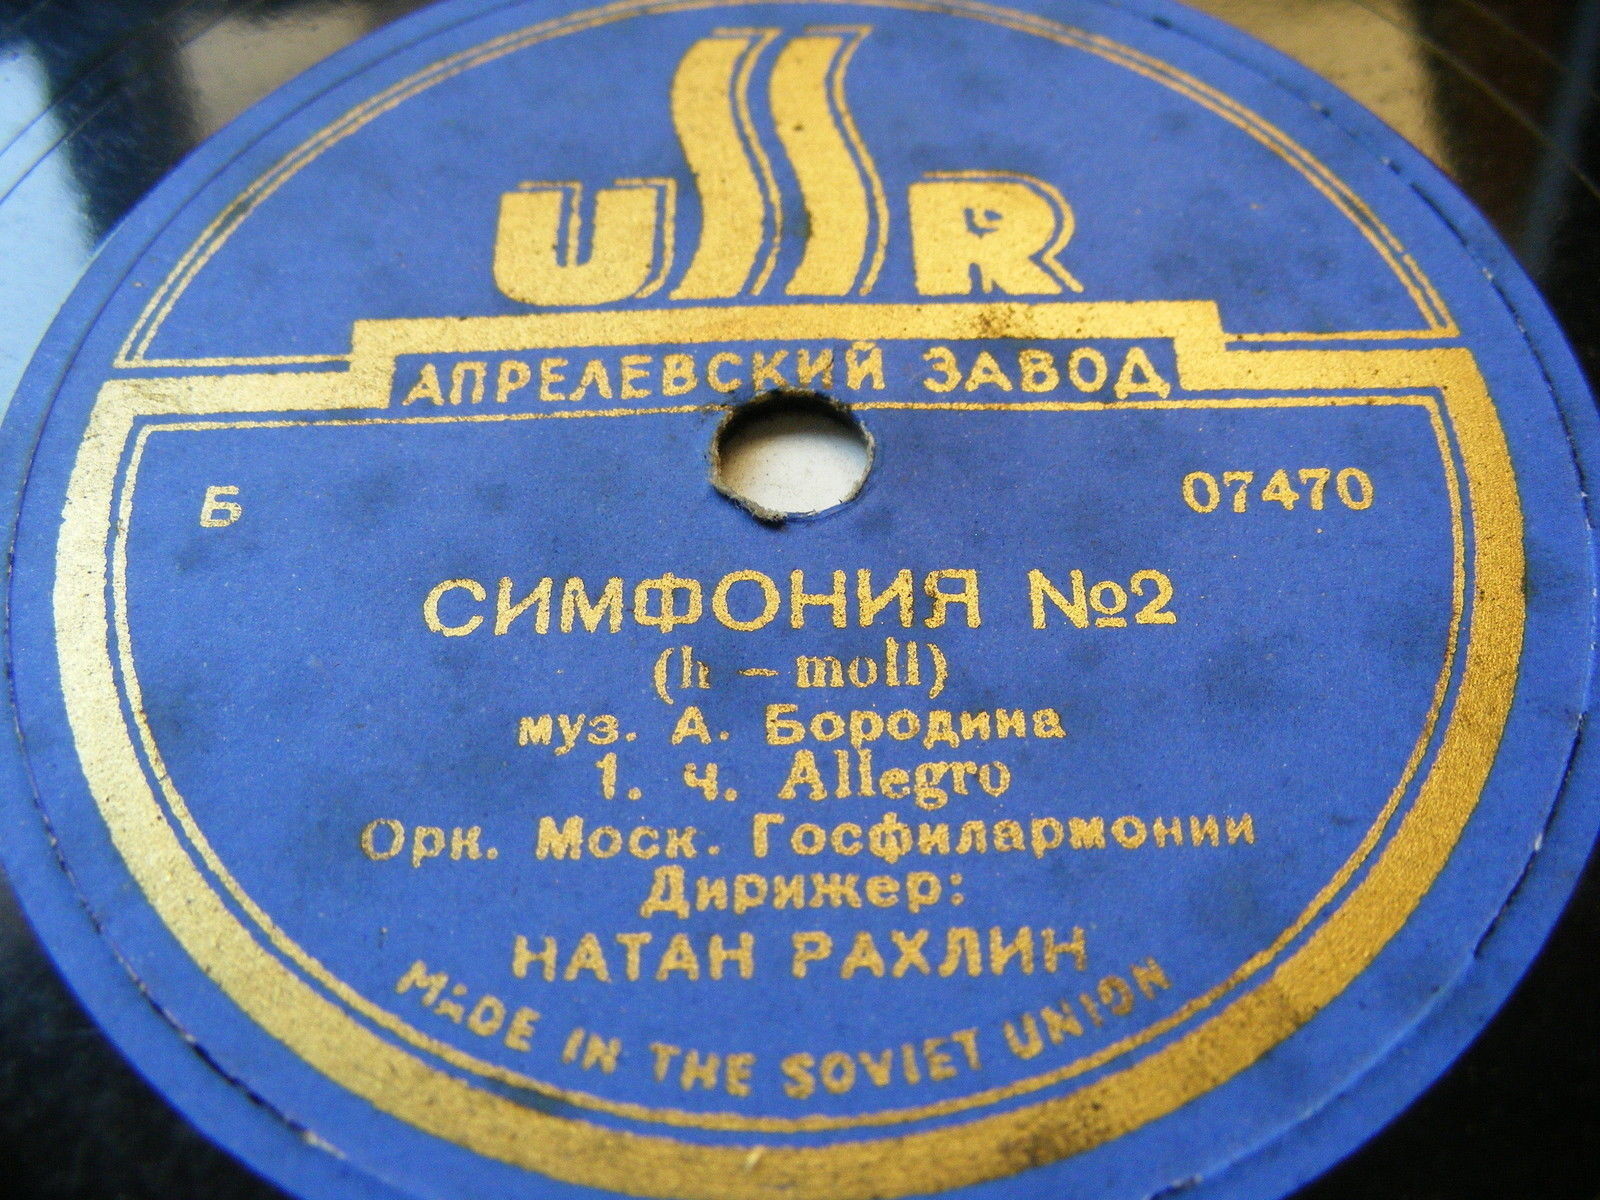 USSR
АПРЕЛЕВСКИЙ ЗАВОД
Б 07470
СИМФОНИЯ №2
(h – moll)
муз. А. Бородина
1. ч. Allegro
Орк. Моск. Госфилармонии
Дирижер:
НАТАН РАХЛИН
MADE IN THE SOVIET UNION